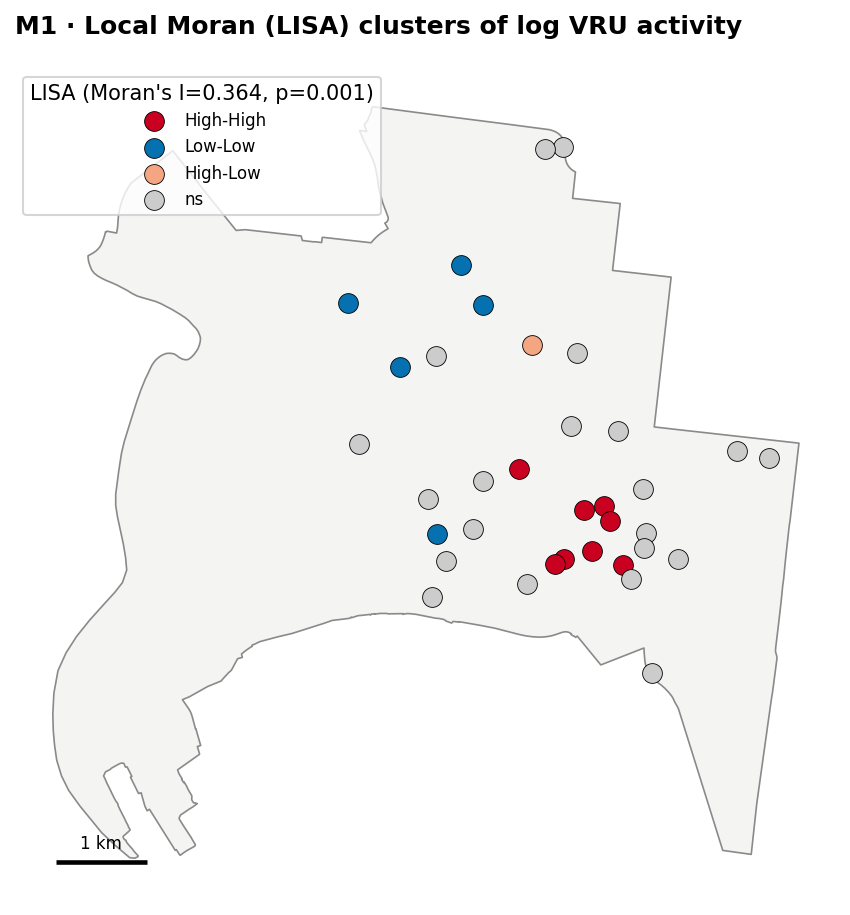 M1 · Local Moran (LISA) clusters of log VRU activity
LISA (Moran's I=0.364, p=0.001)
High-High
Low-Low
High-Low
ns
1 km